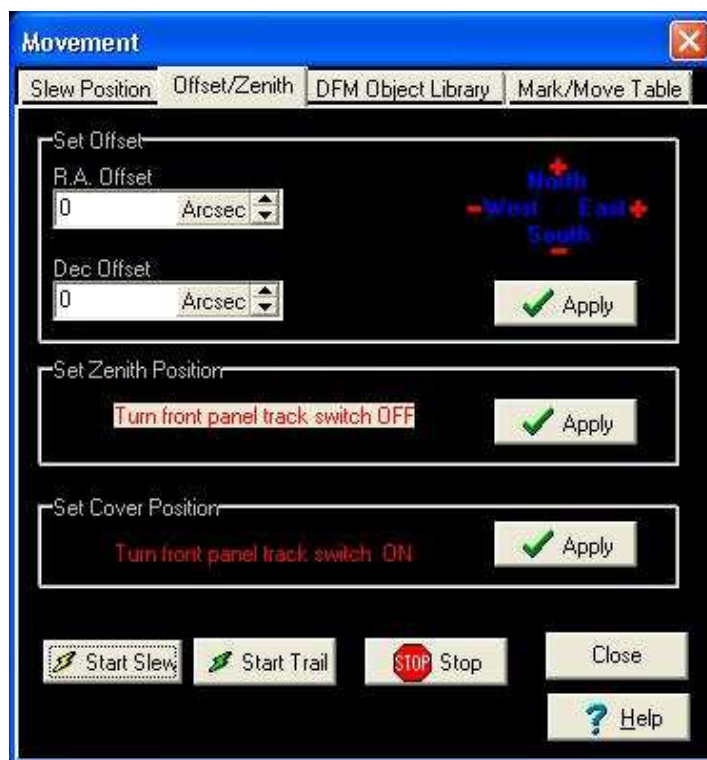 Movement
Slew Position Offset/Zenith DFM Object Library Mark/Move Table
Set Offset
R.A. Offset
0 Arcsec
+
North
-West East+
South
-
Dec Offset
0 Arcsec
Apply
Set Zenith Position
Turn front panel track switch OFF
Apply
Set Cover Position
Turn front panel track switch ON
Apply
Start Slew Start Trail STOP Stop Close
? Help